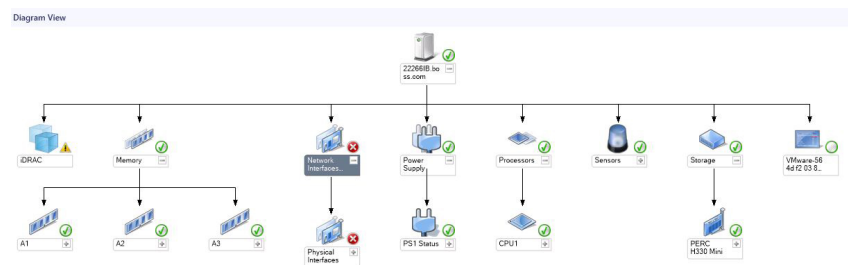 Diagram View
22266IB.bo
ss.com
iDRAC
Memory
Network
Interfaces...
Power
Supply
Processors
Sensors
Storage
VMware-56
4d f2 03 8...
A1
A2
A3
Physical
Interfaces
PS1 Status
CPU1
PERC
H330 Mini